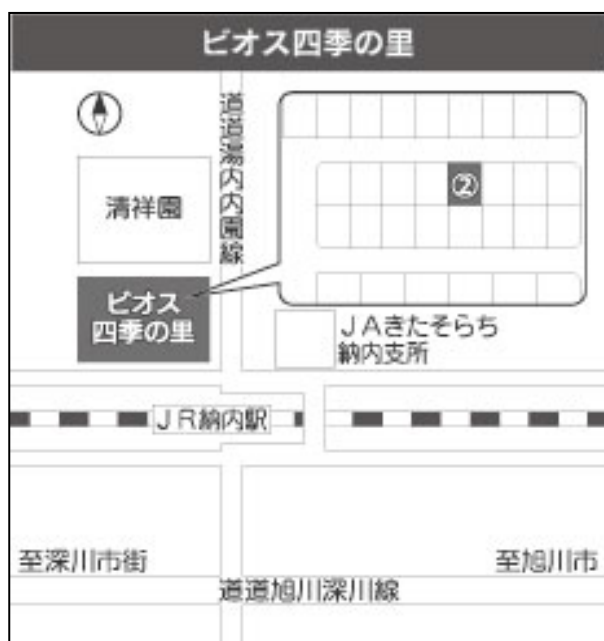 ビオス四季の里
道道湯内内園線
清祥園
②
ビオス
四季の里
JAきたそらち
納内支所
JR納内駅
至深川市街
至旭川市
道道旭川深川線